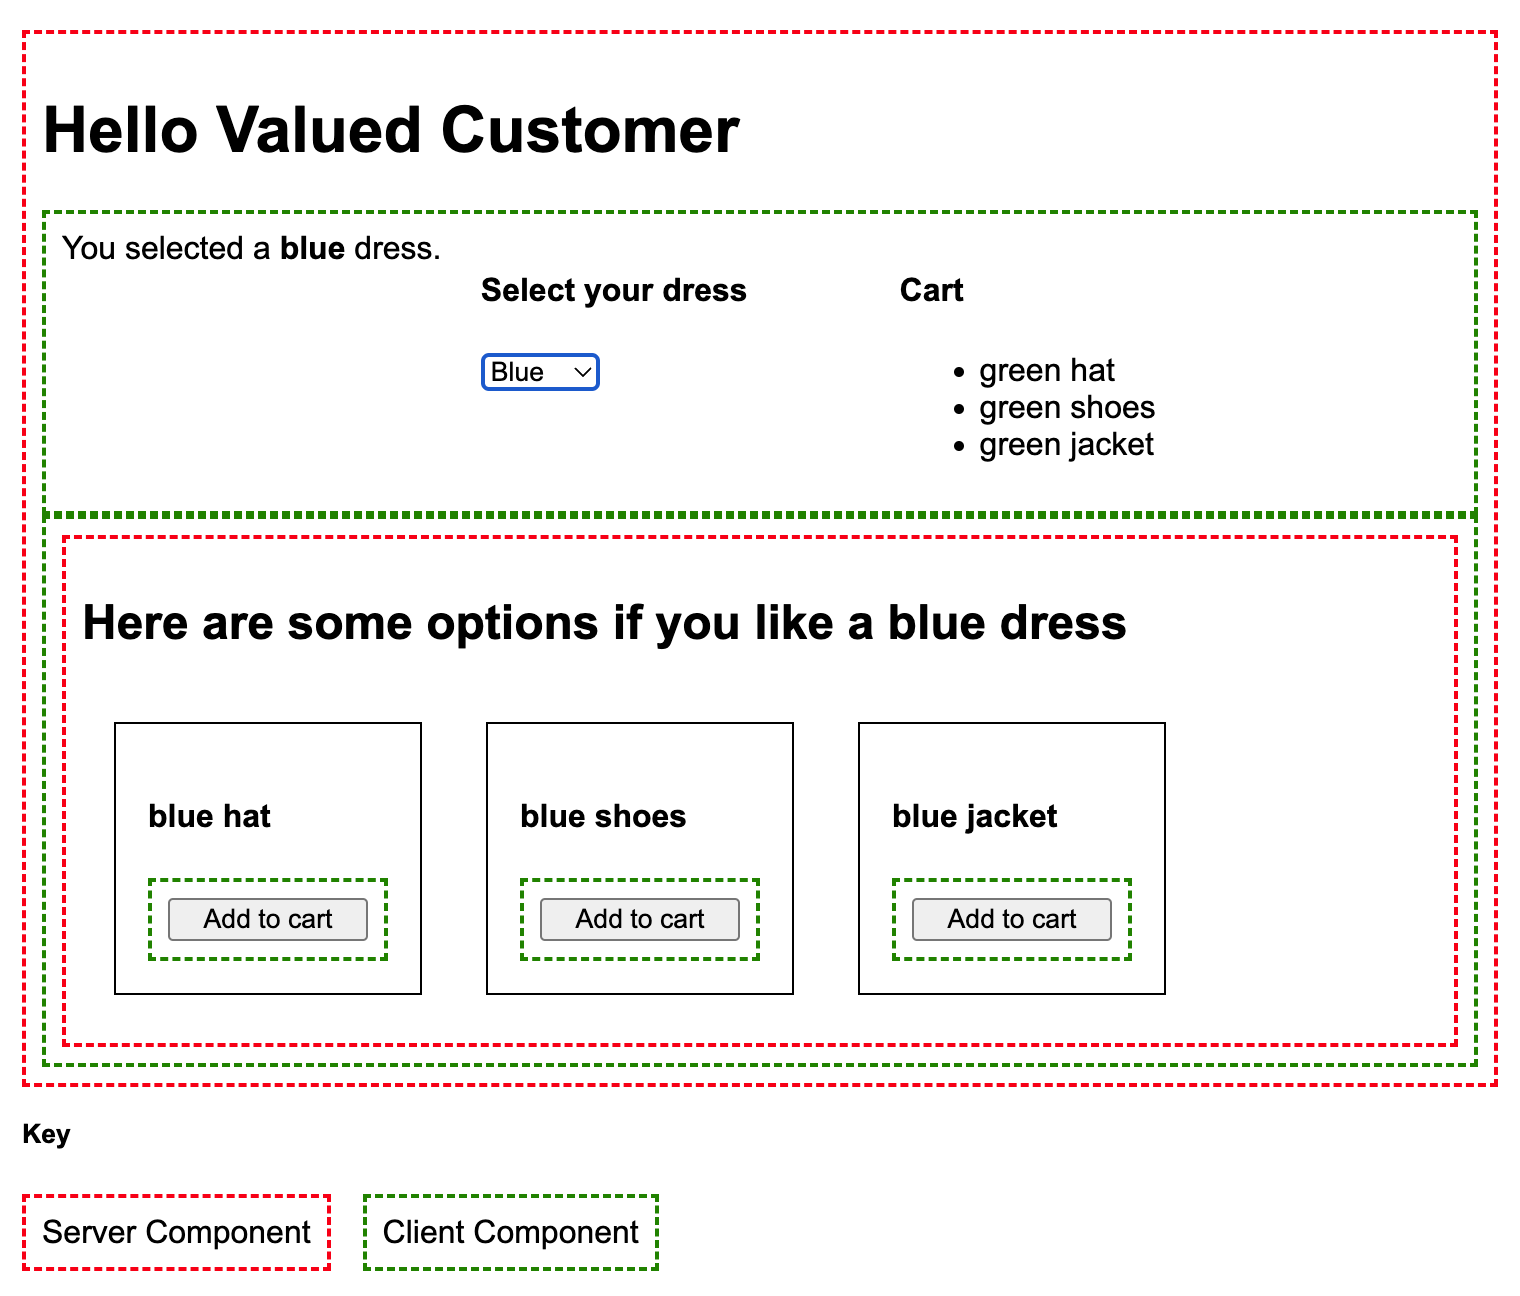 Hello Valued Customer
You selected a blue dress.
Select your dress
Blue
Cart
green hat
green shoes
green jacket
Here are some options if you like a blue dress
blue hat
Add to cart
blue shoes
Add to cart
blue jacket
Add to cart
Key
Server Component
Client Component